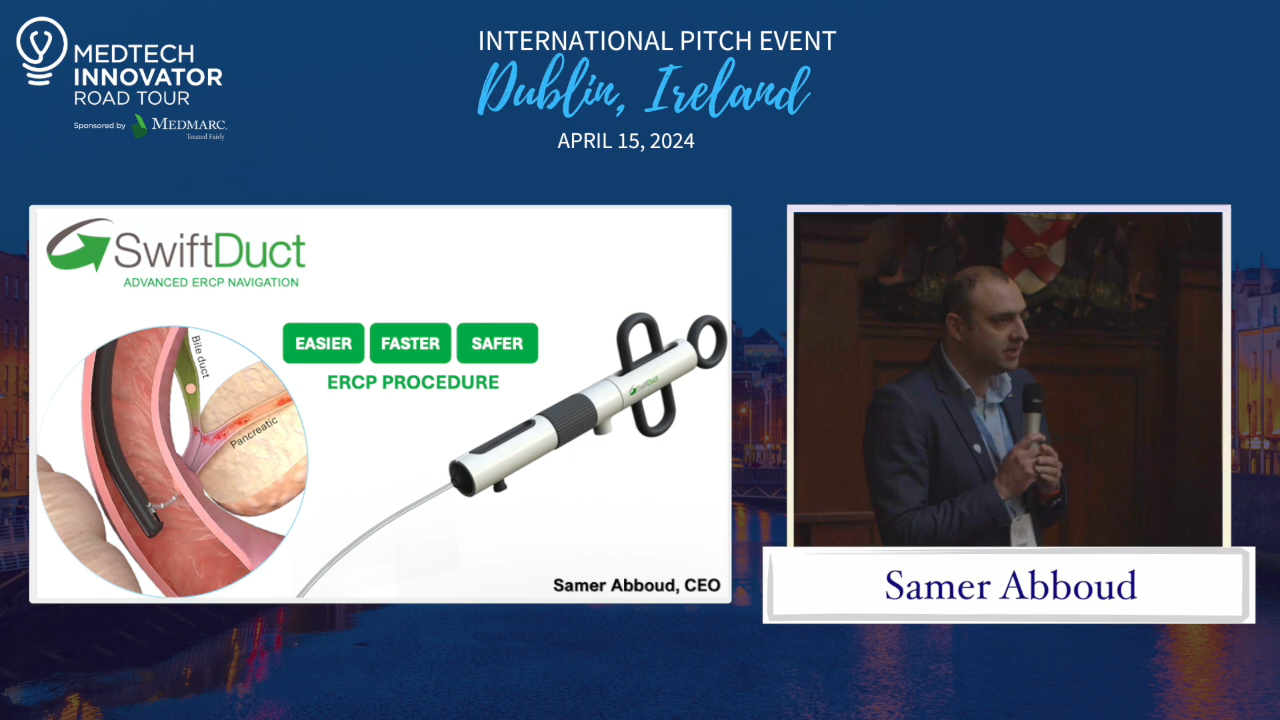 MEDTECH
INNOVATOR
ROAD TOUR
Sponsored by MEDMARC
Treated Fairly
INTERNATIONAL PITCH EVENT
Dublin, Ireland
APRIL 15, 2024
SwiftDuct
ADVANCED ERCP NAVIGATION
EASIER FASTER SAFER
ERCP PROCEDURE
Bile duct
Pancreatic
SwiftDuct
Samer Abboud, CEO
Samer Abboud